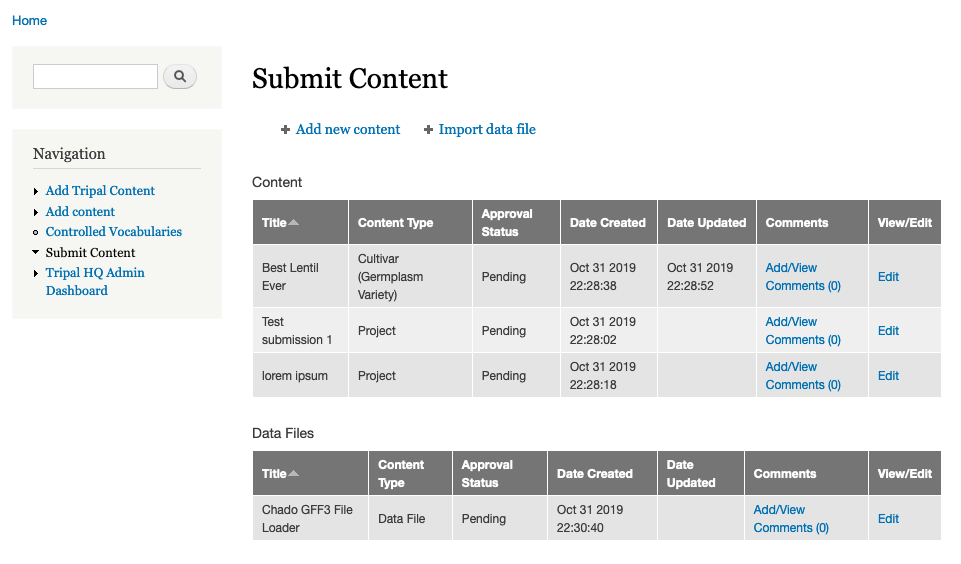 Home
Submit Content
Add new content
Import data file
Navigation
Add Tripal Content
Add content
Controlled Vocabularies
Submit Content
Tripal HQ Admin
Dashboard
Content
Title Content Type Approval Status Date Created Date Updated Comments View/Edit
Best Lentil Ever Cultivar (Germplasm Variety) Pending Oct 31 2019 22:28:38 Oct 31 2019 22:28:52 Add/View Comments (0) Edit
Test submission 1 Project Pending Oct 31 2019 22:28:02 Add/View Comments (0) Edit
lorem ipsum Project Pending Oct 31 2019 22:28:18 Add/View Comments (0) Edit
Data Files
Title Content Type Approval Status Date Created Date Updated Comments View/Edit
Chado GFF3 File Loader Data File Pending Oct 31 2019 22:30:40 Add/View Comments (0) Edit